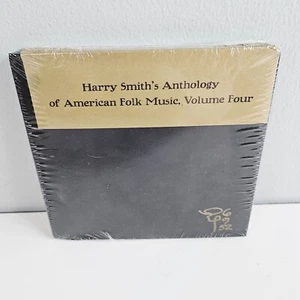 Harry Smith's Anthology
of American Folk Music, Volume Four